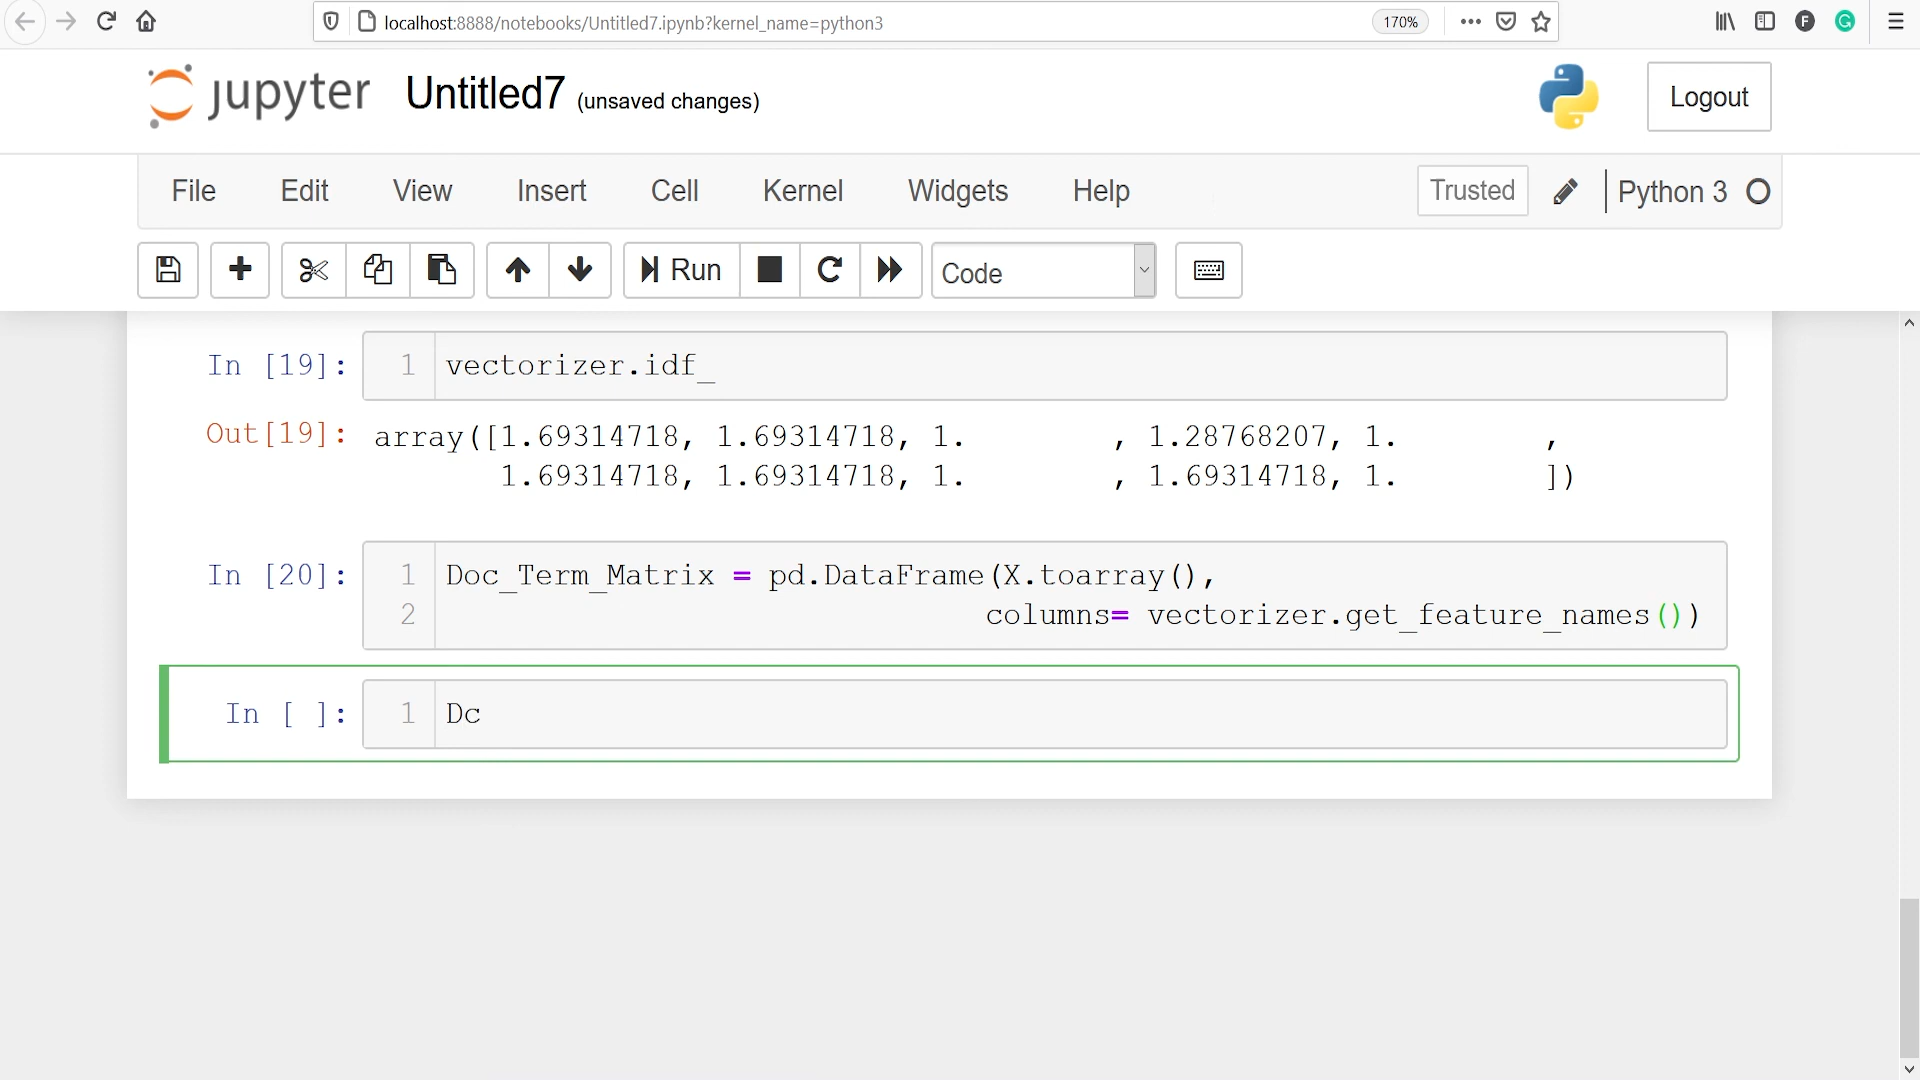 localhost:8888/notebooks/Untitled7.ipynb?kernel_name=python3
170%
F
G
jupyter Untitled7 (unsaved changes)
Logout
File Edit View Insert Cell Kernel Widgets Help Trusted Python 3
Run Code
In [19]: 1 vectorizer.idf_
Out[19]: array([1.69314718, 1.69314718, 1.        , 1.28768207, 1.        ,
1.69314718, 1.69314718, 1.        , 1.69314718, 1.        ])
In [20]: 1 Doc_Term_Matrix = pd.DataFrame(X.toarray(),
2 columns= vectorizer.get_feature_names())
In [ ]: 1 Dc